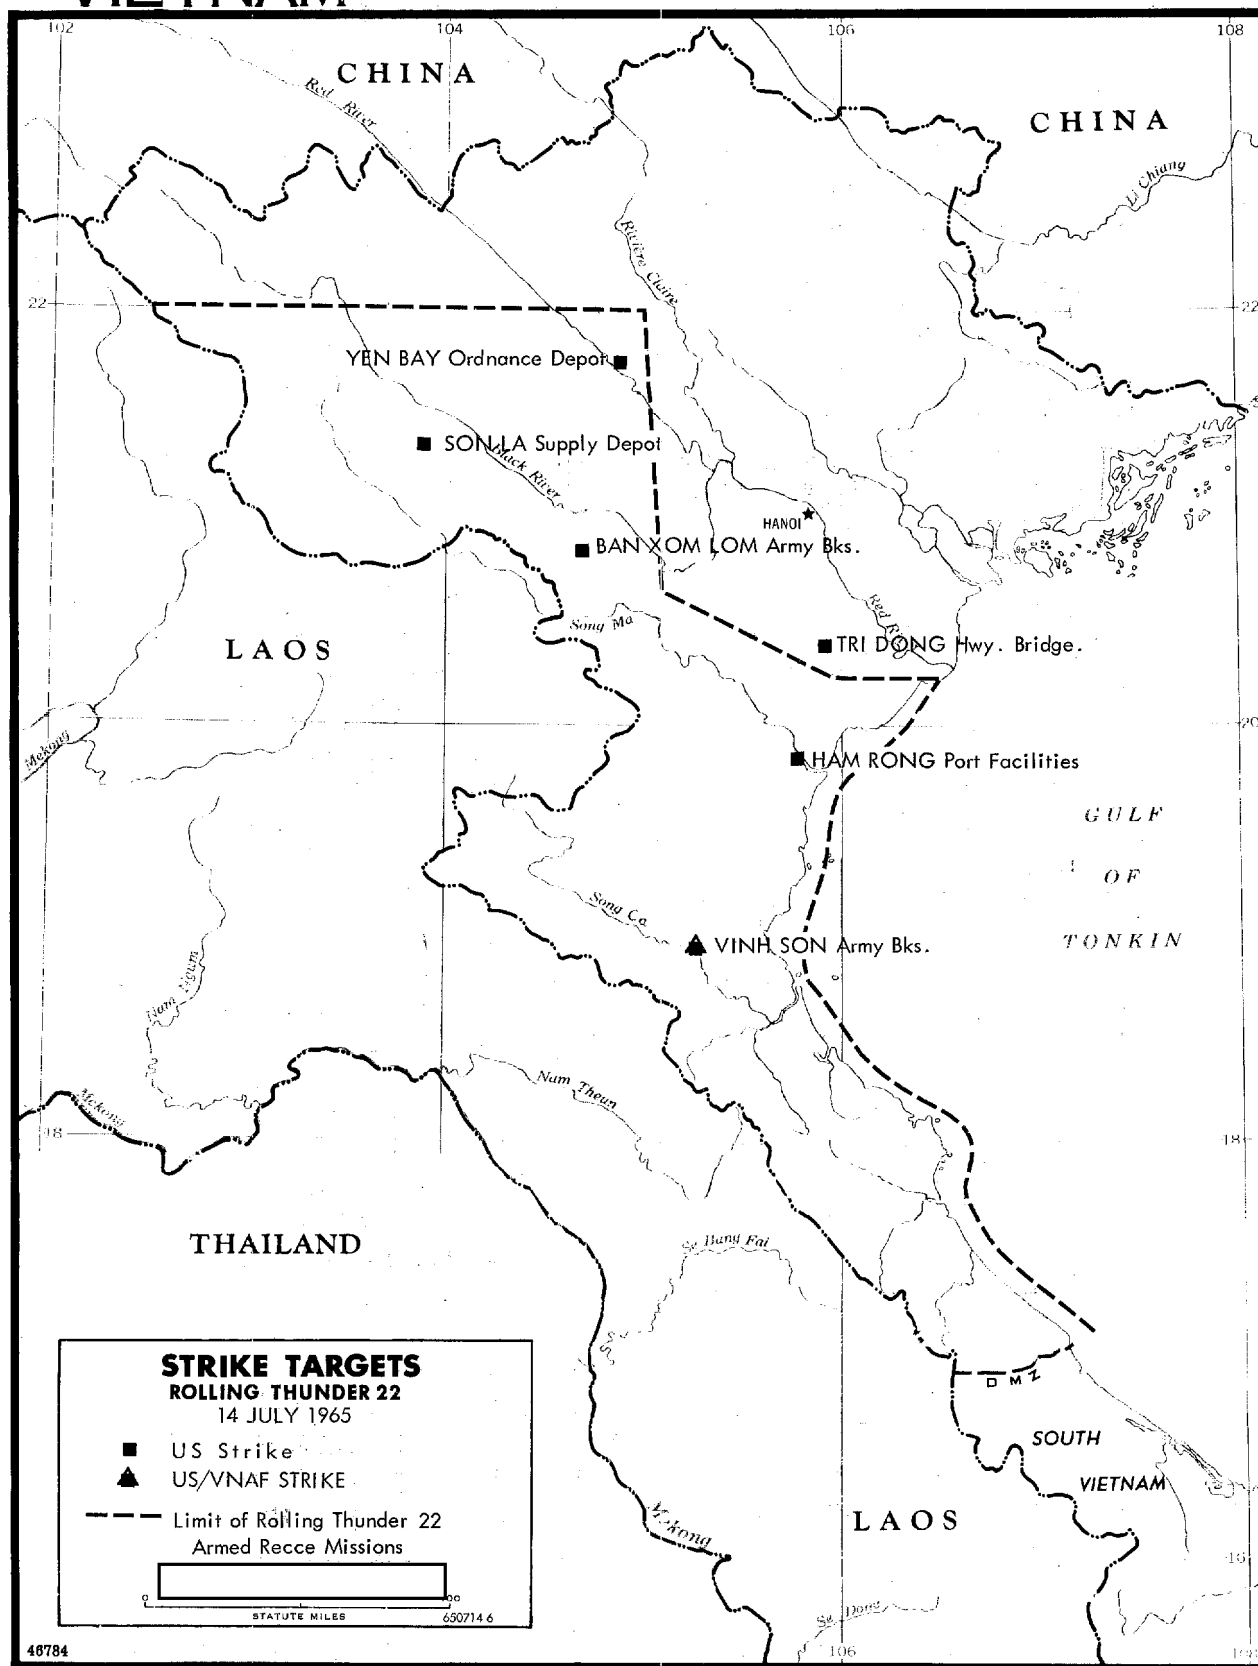 VIETNAM
102
104
106
108
CHINA
Red River
CHINA
Li Chiang
Rivière Claire
22
22
YEN BAY Ordnance Depot
SON LA Supply Depot
Black River
HANOI
BAN XOM LOM Army Bks.
Song Ma
Red R
LAOS
TRI DONG Hwy. Bridge.
Mekong
20
HAM RONG Port Facilities
GULF
OF
TONKIN
Song Ca
VINH SON Army Bks.
Nam Ngum
Nam Theun
Mekong
18
18
THAILAND
Se Bang Fai
DMZ
SOUTH
VIETNAM
LAOS
Mekong
16
Se Dong
106
STRIKE TARGETS
ROLLING THUNDER 22
14 JULY 1965
US Strike
US/VNAF STRIKE
Limit of Rolling Thunder 22
Armed Recce Missions
0
STATUTE MILES
650714 6
46784